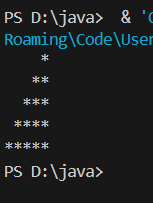 PS D:\java>  & 'C
Roaming\Code\User
    *
   **
  ***
 ****
*****
PS D:\java>